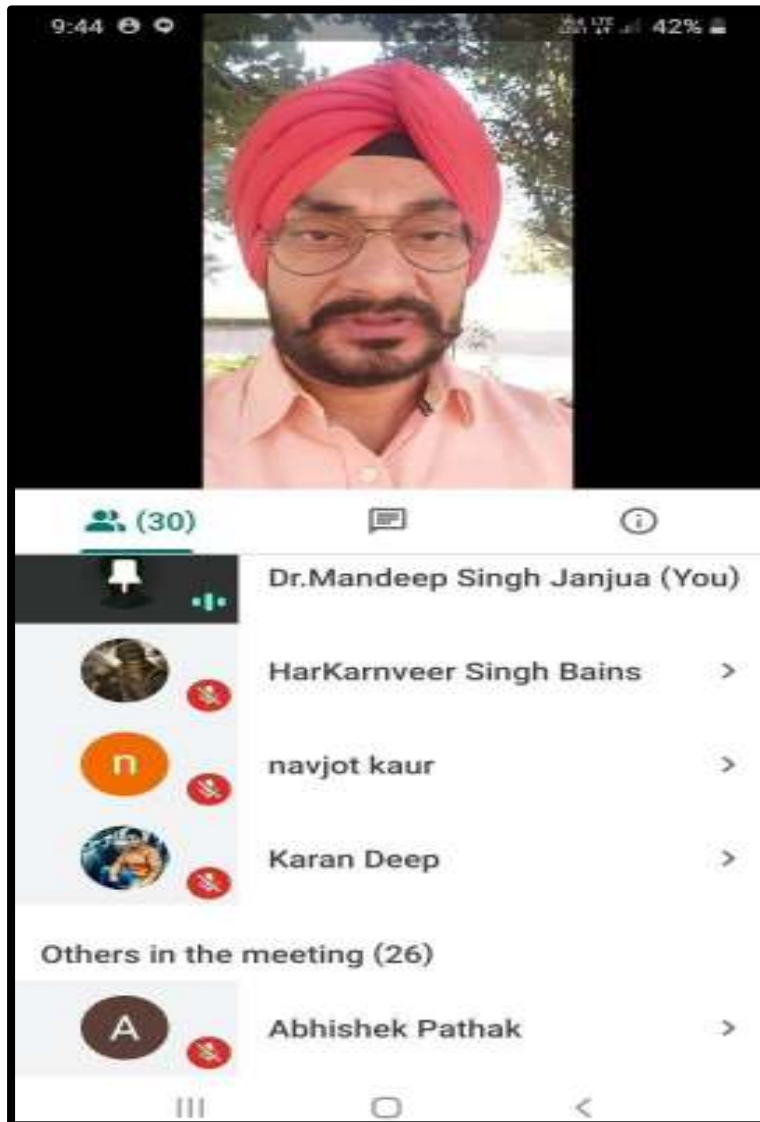 9:44 42%
(30)
Dr.Mandeep Singh Janjua (You)
HarKarnveer Singh Bains
n
navjot kaur
Karan Deep
Others in the meeting (26)
A
Abhishek Pathak